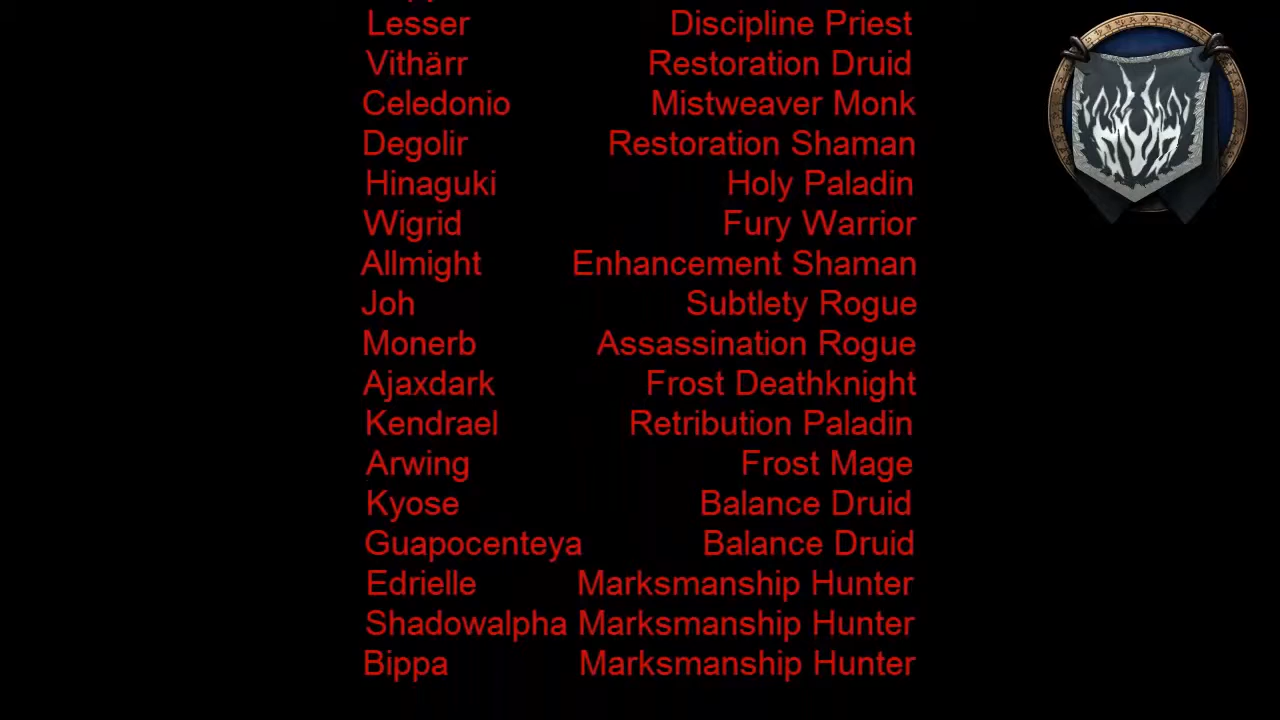 Lesser Discipline Priest
Vithärr Restoration Druid
Celedonio Mistweaver Monk
Degolir Restoration Shaman
Hinaguki Holy Paladin
Wigrid Fury Warrior
Allmight Enhancement Shaman
Joh Subtlety Rogue
Monerb Assassination Rogue
Ajaxdark Frost Deathknight
Kendrael Retribution Paladin
Arwing Frost Mage
Kyose Balance Druid
Guapocenteya Balance Druid
Edrielle Marksmanship Hunter
Shadowalpha Marksmanship Hunter
Bippa Marksmanship Hunter